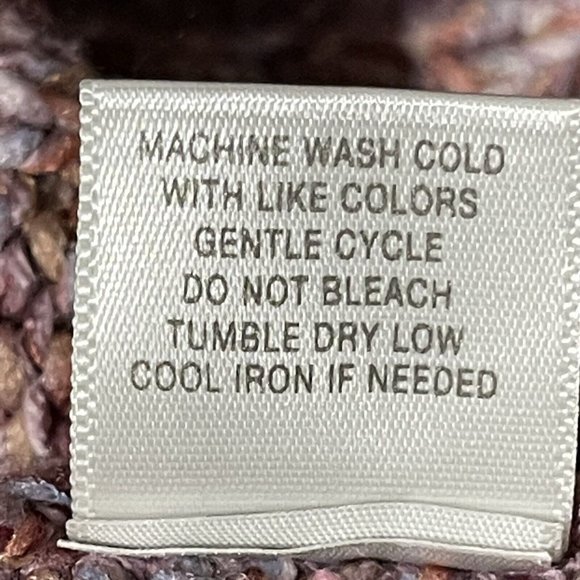 MACHINE WASH COLD
WITH LIKE COLORS
GENTLE CYCLE
DO NOT BLEACH
TUMBLE DRY LOW
COOL IRON IF NEEDED